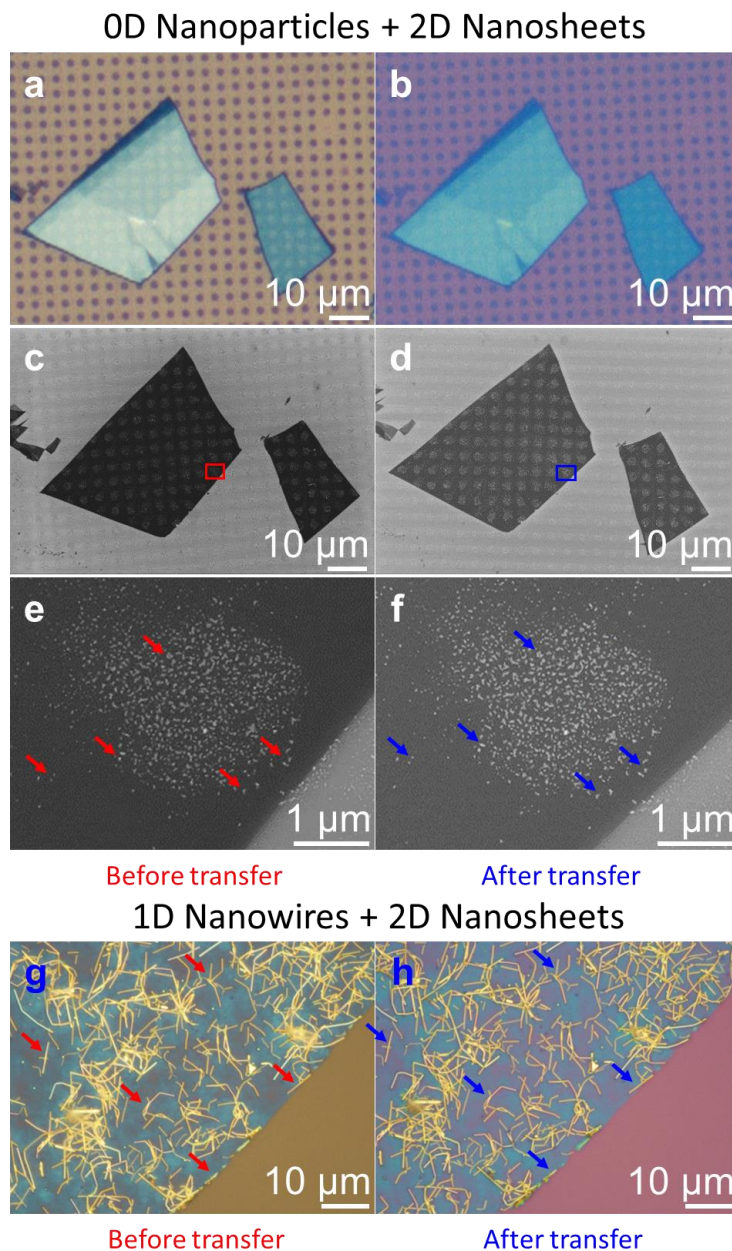 0D Nanoparticles + 2D Nanosheets
a
b
10 µm
10 µm
c
d
10 µm
10 µm
e
f
1 µm
1 µm
Before transfer
After transfer
1D Nanowires + 2D Nanosheets
g
h
10 µm
10 µm
Before transfer
After transfer